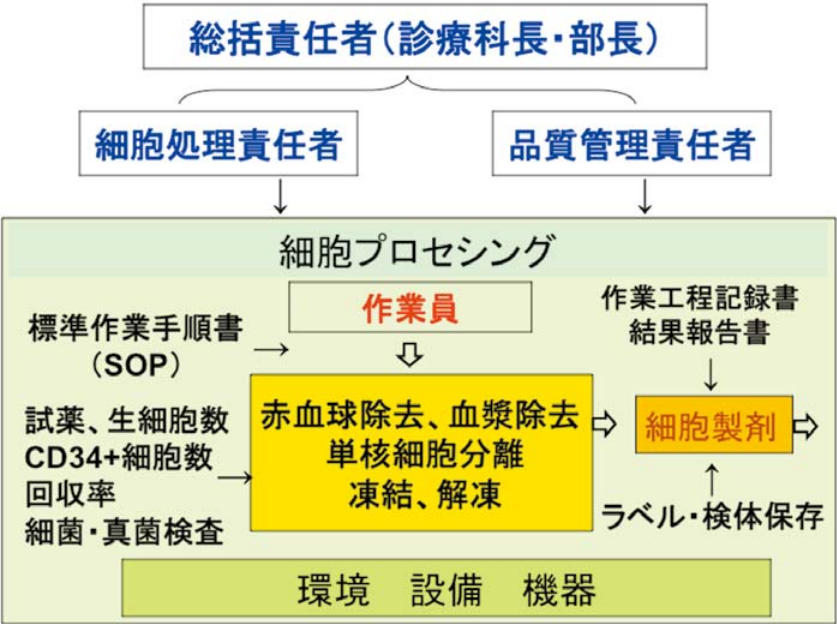 総括責任者（診療科長・部長）
細胞処理責任者
品質管理責任者
細胞プロセシング
作業員
標準作業手順書
（SOP）
作業工程記録書
結果報告書
試薬、生細胞数
CD34+細胞数
回収率
細菌・真菌検査
赤血球除去、血漿除去
単核細胞分離
凍結、解凍
細胞製剤
ラベル・検体保存
環境　設備　機器